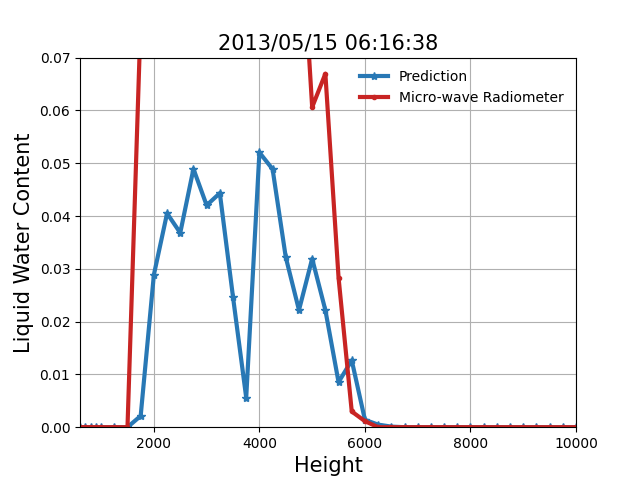 2013/05/15 06:16:38
Prediction
Micro-wave Radiometer
Liquid Water Content
0.07
0.06
0.05
0.04
0.03
0.02
0.01
0.00
2000 4000 6000 8000 10000
Height